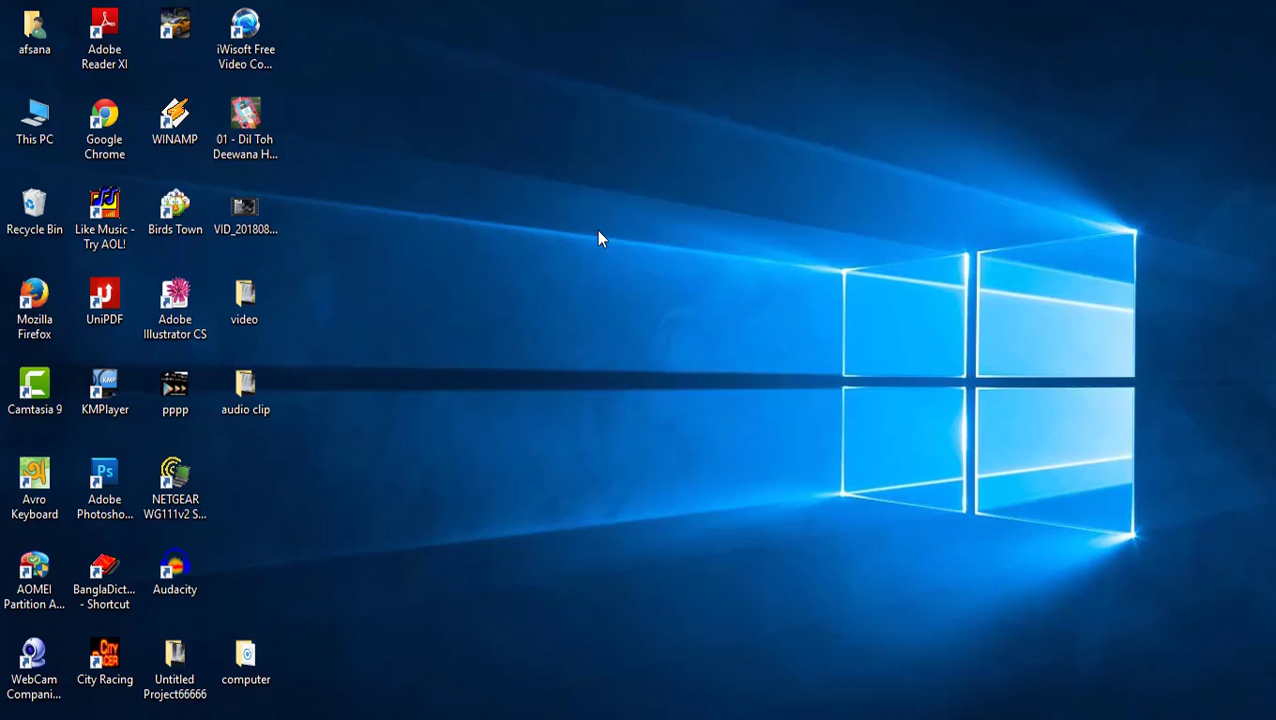 afsana
Adobe
Reader XI
iWisoft Free
Video Co...
This PC
Google
Chrome
WINAMP
01 - Dil Toh
Deewana H...
Recycle Bin
Like Music -
Try AOL!
Birds Town
VID_201808...
Mozilla
Firefox
UniPDF
Adobe
Illustrator CS
video
Camtasia 9
KMPlayer
pppp
audio clip
Avro
Keyboard
Adobe
Photosho...
NETGEAR
WG111v2 S...
AOMEI
Partition A...
BanglaDict...
- Shortcut
Audacity
WebCam
Compani...
City Racing
Untitled
Project66666
computer